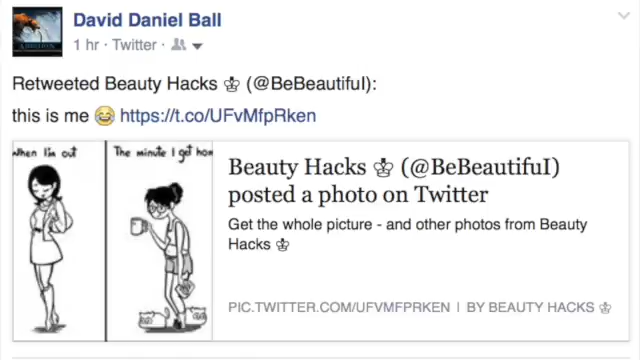 David Daniel Ball
1 hr · Twitter ·
Retweeted Beauty Hacks ♔ (@BeBeautifuI):
this is me 😂 https://t.co/UFvMfpRken
When I'm out
The minute I get hom
Beauty Hacks ♔ (@BeBeautifuI)
posted a photo on Twitter
Get the whole picture - and other photos from Beauty
Hacks ♔
PIC.TWITTER.COM/UFVMFPRKEN | BY BEAUTY HACKS ♔